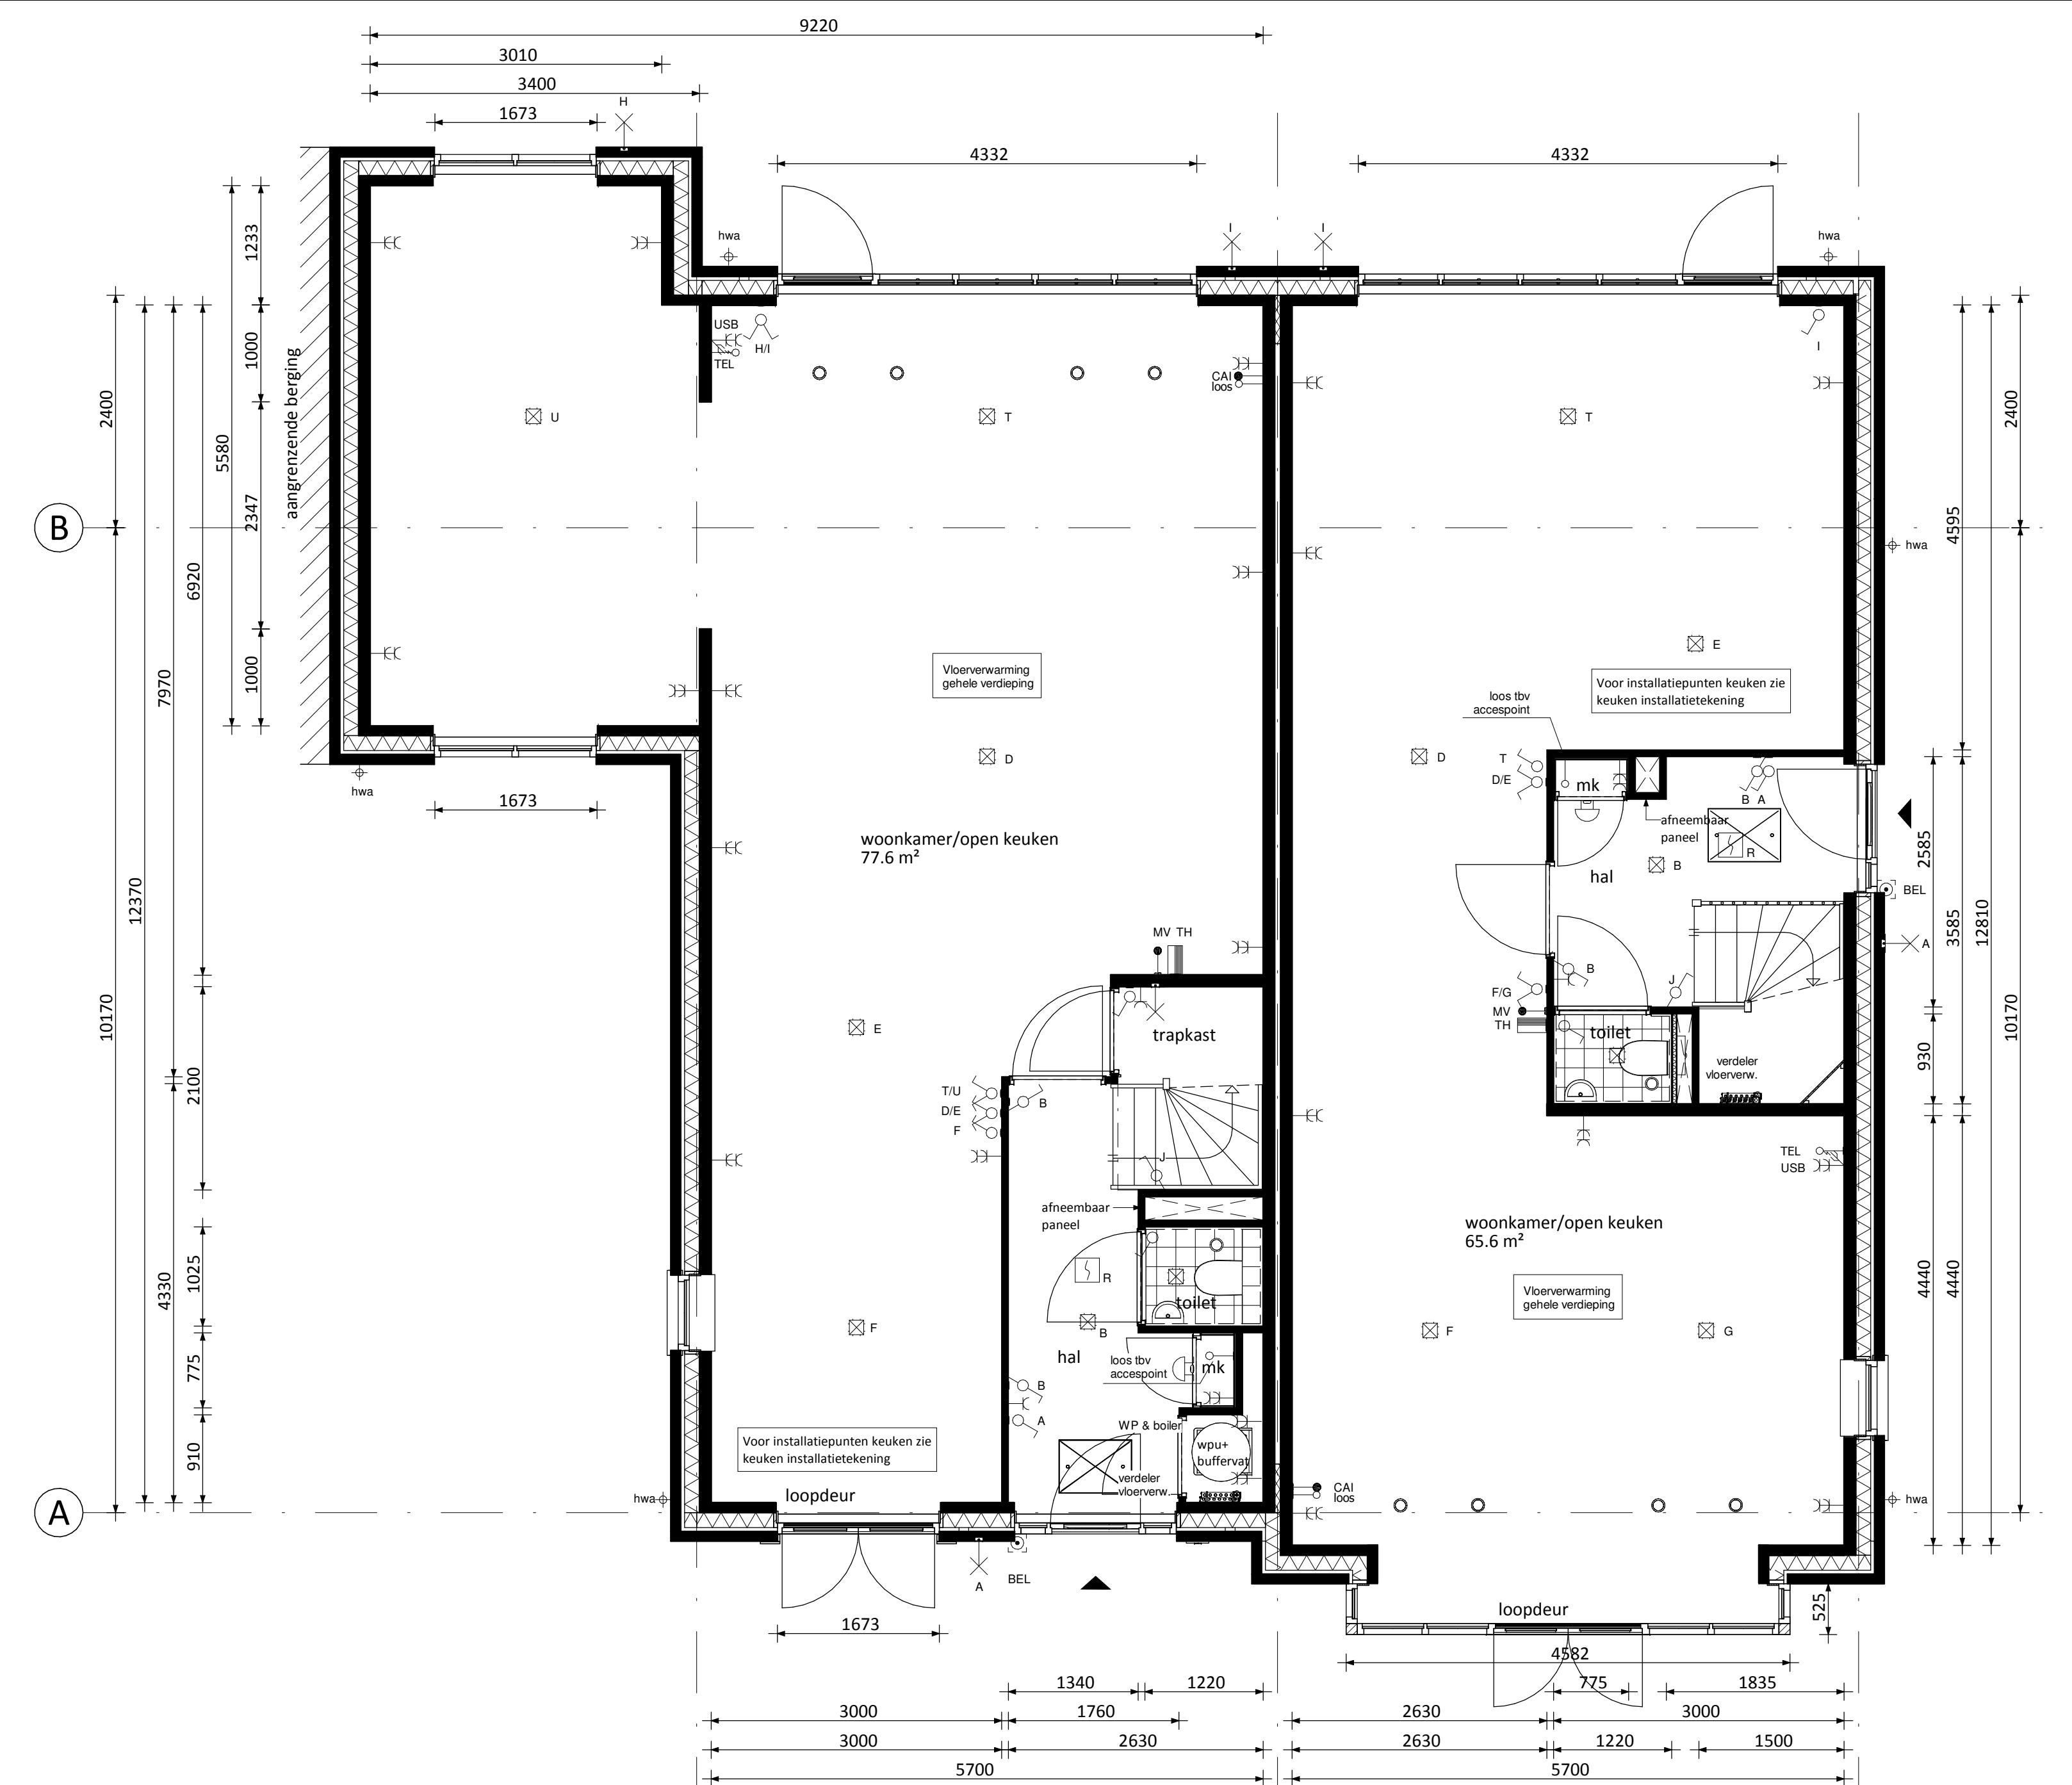 9220
3010
3400
H
1673
4332
4332
hwa
I
I
hwa
1233
1000
2347
1000
5580
2400
12370
7970
6920
aangrenzende berging
USB
TEL
H/I
CAI
loos
I
U
T
T
B
2400
4595
hwa
E
Vloerverwarming
gehele verdieping
Voor installatiepunten keuken zie
keuken installatietekening
loos tbv
accespoint
D
D
T
D/E
mk
B A
afneembaar
paneel
R
hwa
1673
woonkamer/open keuken
77.6 m²
B
hal
BEL
2585
3585
12810
A
MV TH
B
J
F/G
MV
TH
toilet
10170
10170
E
trapkast
verdeler
vloerverw.
930
2100
T/U
D/E
F
B
J
TEL
USB
afneembaar
paneel
woonkamer/open keuken
65.6 m²
4330
1025
R
toilet
Vloerverwarming
gehele verdieping
4440
4440
F
B
F
G
hal
loos tbv
accespoint
mk
775
B
A
WP & boiler
Voor installatiepunten keuken zie
keuken installatietekening
wpu+
buffervat
910
verdeler
vloerverw.
loopdeur
hwa
CAI
loos
hwa
A
A
BEL
loopdeur
525
1673
4582
1340
1220
775
1835
3000
1760
2630
3000
3000
2630
2630
1220
1500
5700
5700